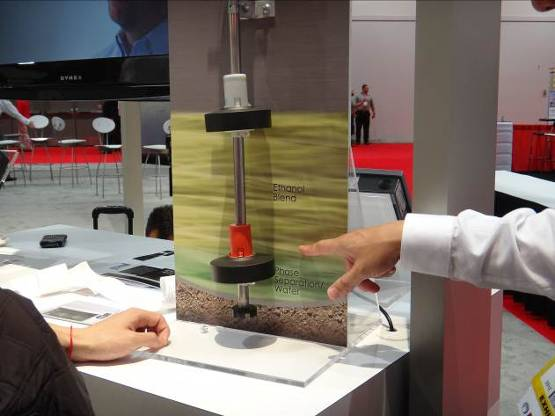 DYNEX
Ethanol
Blend
Phase
Separation/
Water